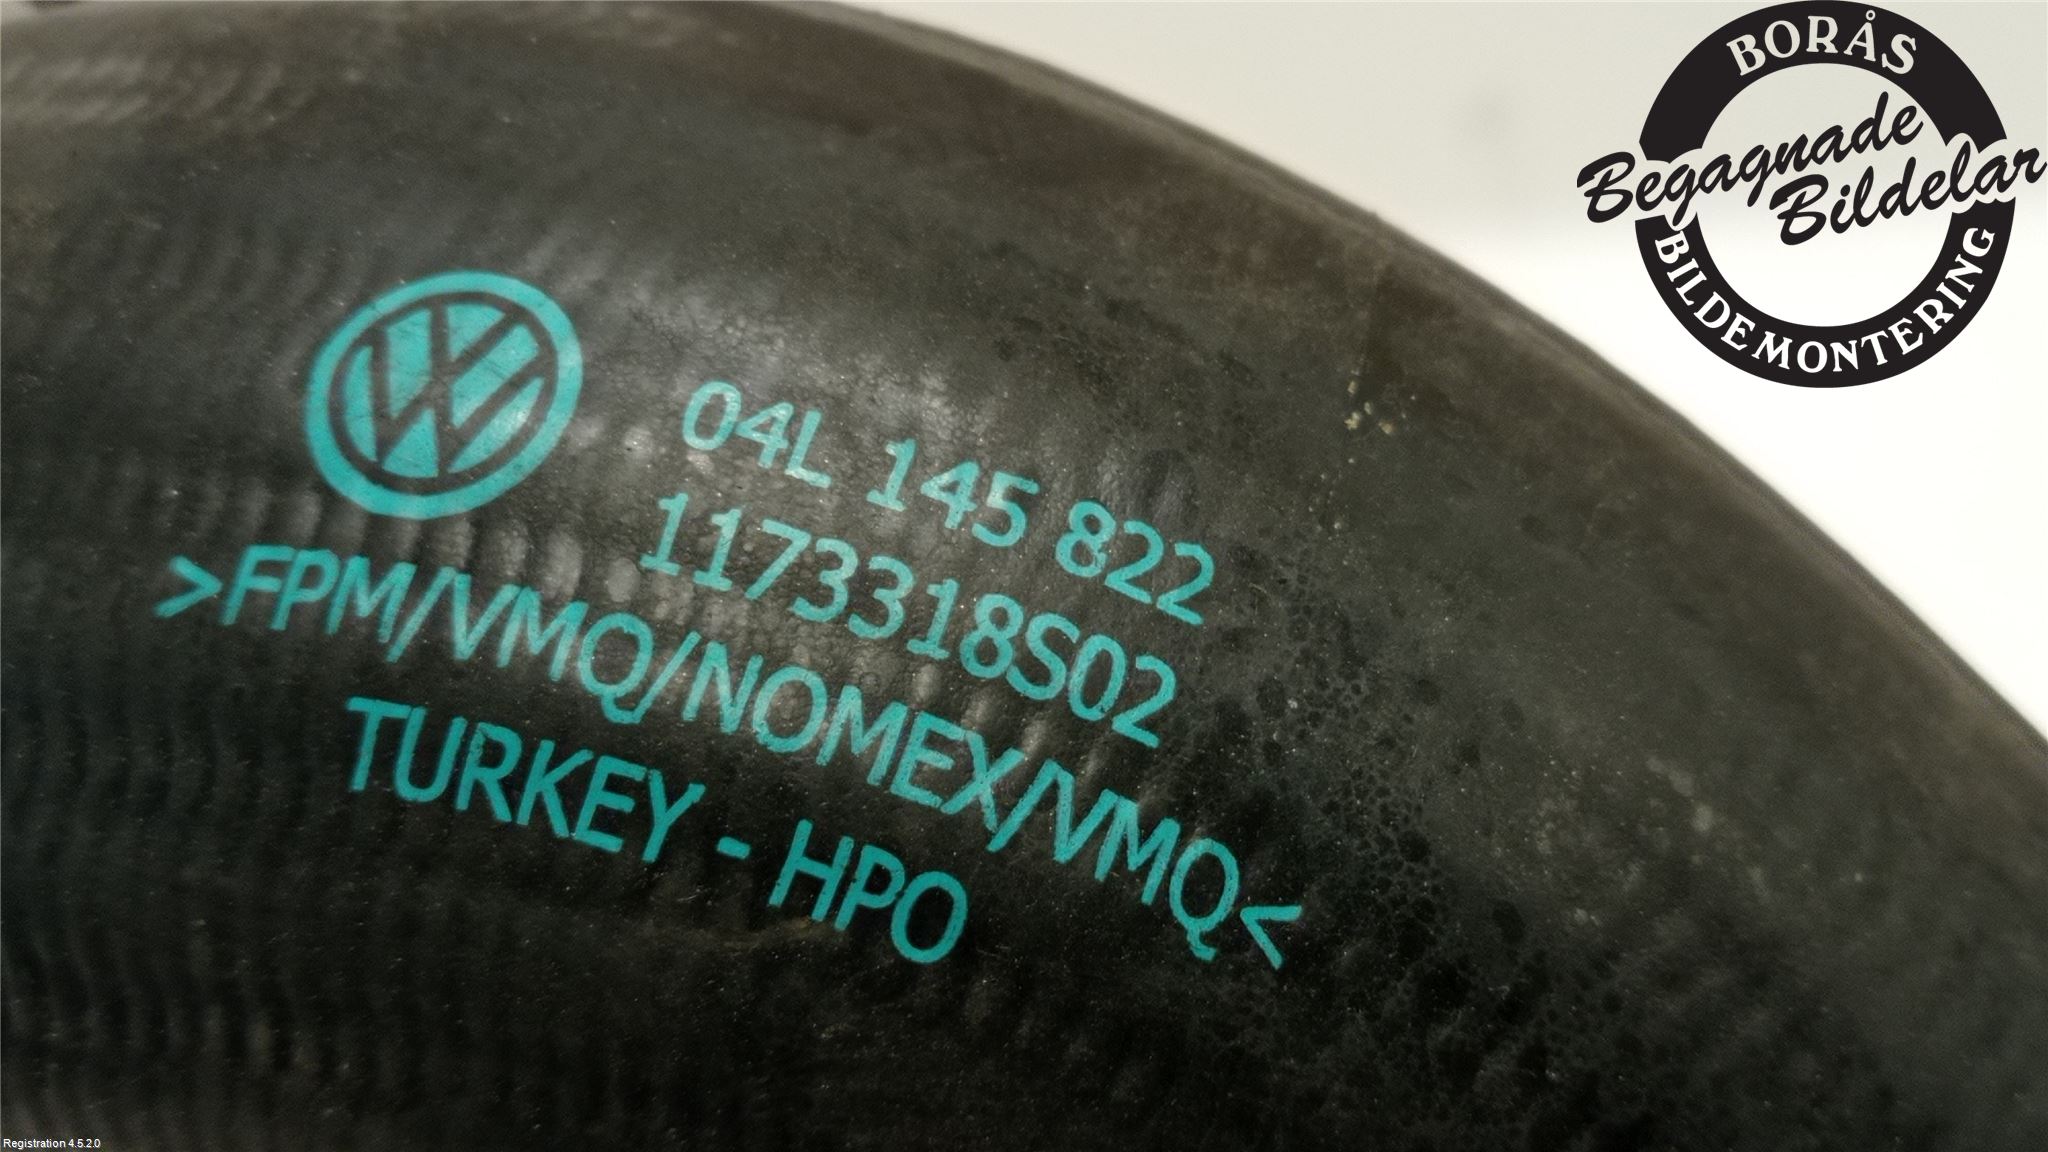 BORÅS
Begagnade
Bildelar
BILDEMONTERING
04L 145 822
1173318S02
>FPM/VMQ/NOMEX/VMQ<
TURKEY - HPO
Registration 4.5.2.0